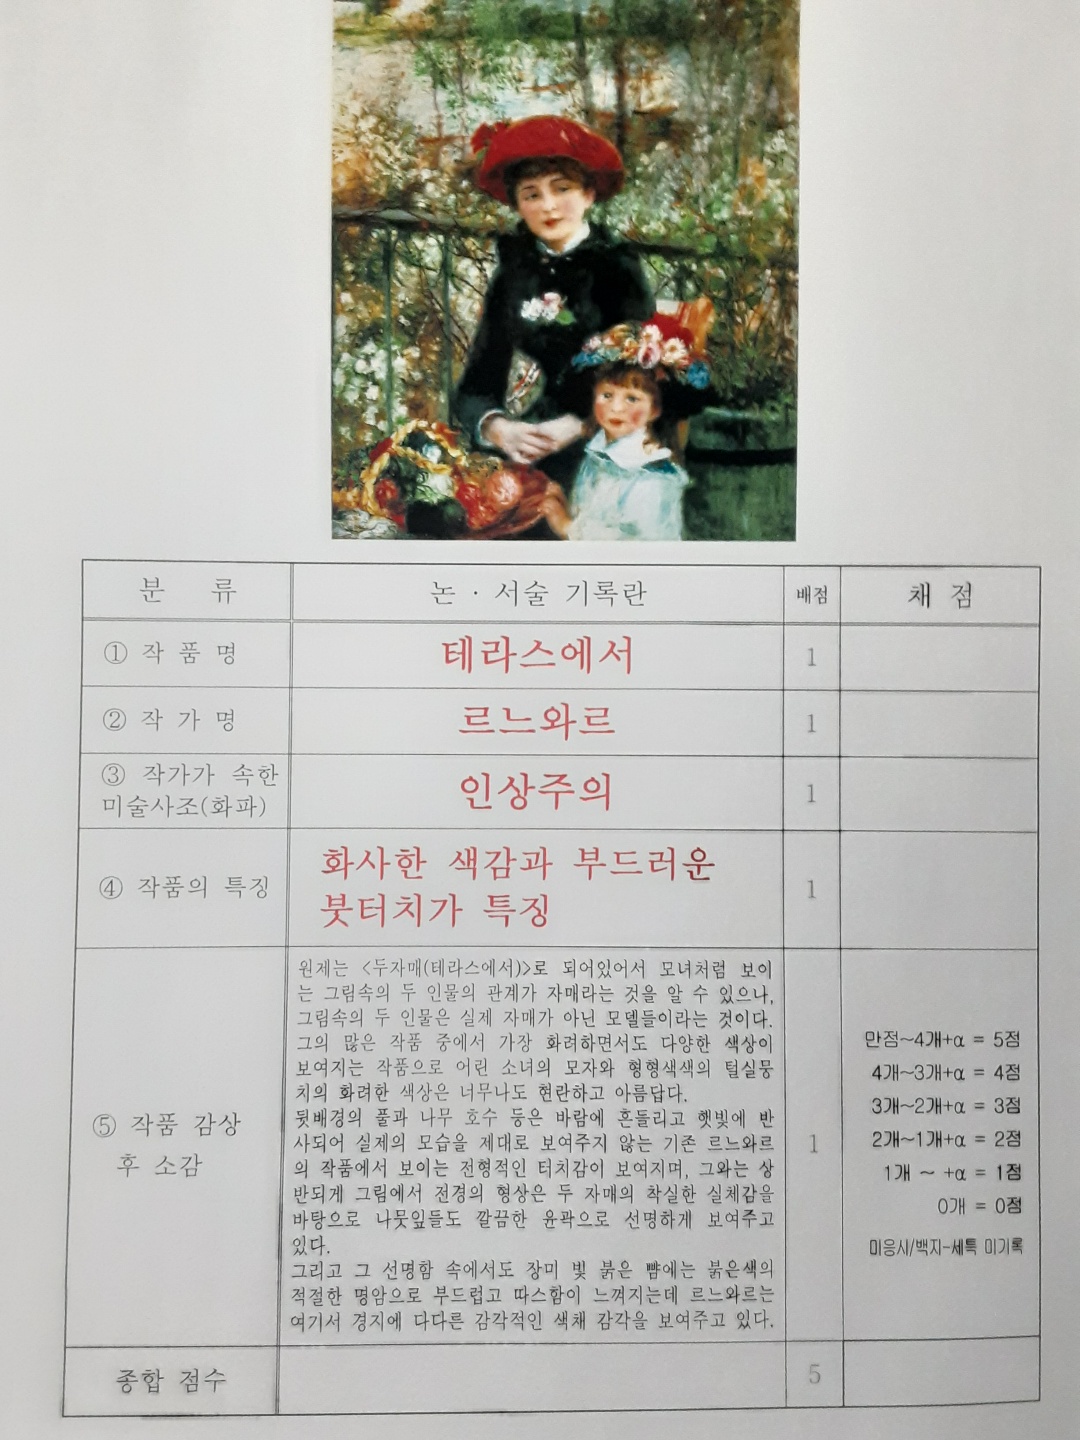 분 류 논 · 서술 기록란 배점 채 점
① 작 품 명 테라스에서 1
② 작 가 명 르느와르 1
③ 작가가 속한
미술사조(화파) 인상주의 1
④ 작품의 특징 화사한 색감과 부드러운
붓터치가 특징 1
⑤ 작품 감상
후 소감
원제는 <두자매(테라스에서)>로 되어있어서 모녀처럼 보이
는 그림속의 두 인물의 관계가 자매라는 것을 알 수 있으나,
그림속의 두 인물은 실제 자매가 아닌 모델들이라는 것이다.
그의 많은 작품 중에서 가장 화려하면서도 다양한 색상이
보여지는 작품으로 어린 소녀의 모자와 형형색색의 털실뭉
치의 화려한 색상은 너무나도 현란하고 아름답다.
뒷배경의 풀과 나무 호수 등은 바람에 흔들리고 햇빛에 반
사되어 실제의 모습을 제대로 보여주지 않는 기존 르느와르
의 작품에서 보이는 전형적인 터치감이 보여지며, 그와는 상
반되게 그림에서 전경의 형상은 두 자매의 착실한 실체감을
바탕으로 나뭇잎들도 깔끔한 윤곽으로 선명하게 보여주고
있다.
그리고 그 선명함 속에서도 장미 빛 붉은 뺨에는 붉은색의
적절한 명암으로 부드럽고 따스함이 느껴지는데 르느와르는
여기서 경지에 다다른 감각적인 색채 감각을 보여주고 있다.
1
만점~4개+α = 5점
4개~3개+α = 4점
3개~2개+α = 3점
2개~1개+α = 2점
1개 ~ +α = 1점
0개 = 0점
미응시/백지-세특 미기록
종합 점수 5